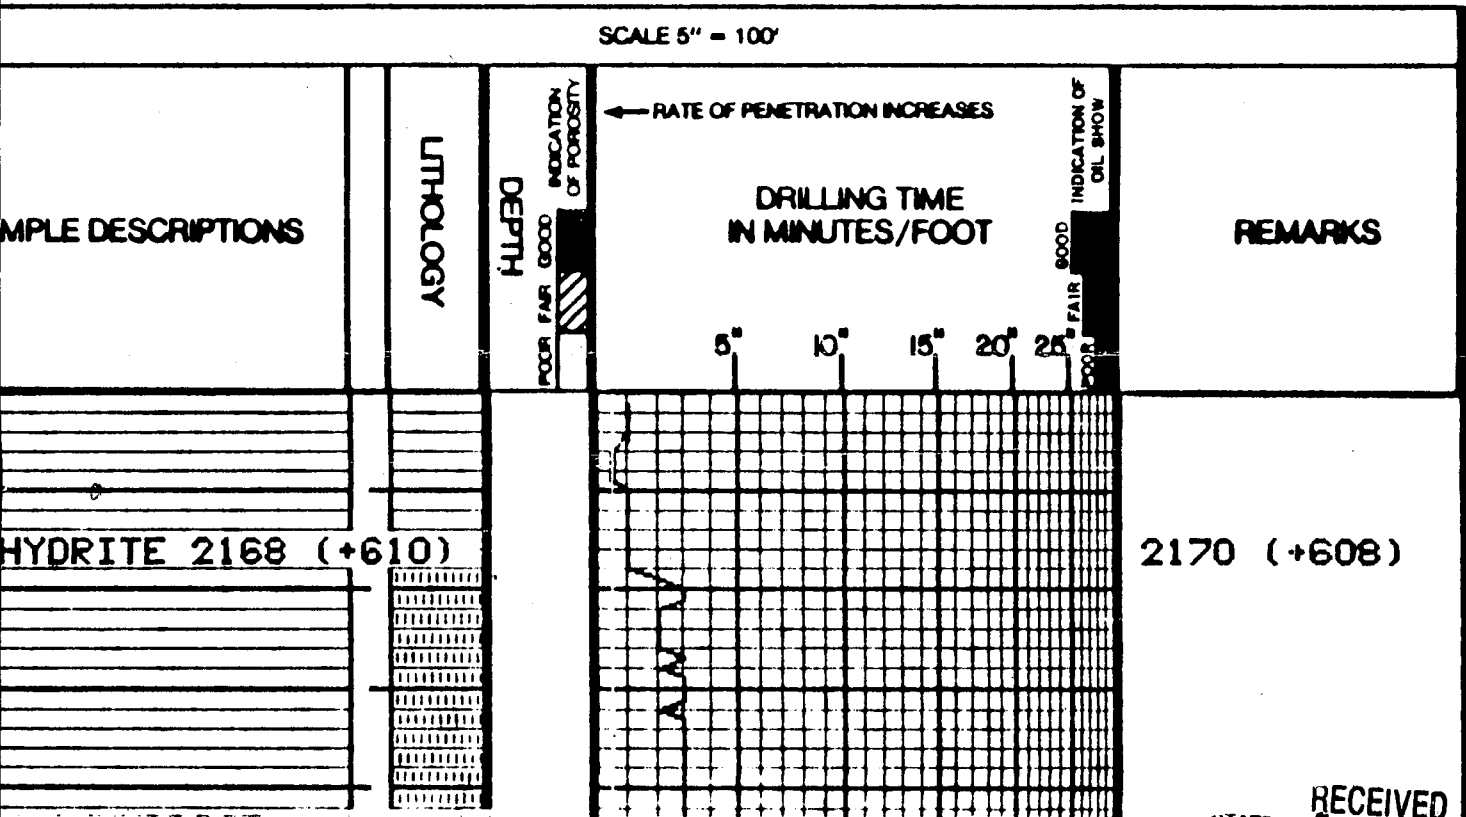 SCALE 5" = 100'
MPLE DESCRIPTIONS
LITHOLOGY
DEPTH
INDICATION
OF POROSITY
POOR FAIR GOOD
RATE OF PENETRATION INCREASES
DRILLING TIME
IN MINUTES/FOOT
5" 10" 15" 20" 25"
INDICATION OF
OIL SHOW
POOR FAIR GOOD
REMARKS
HYDRITE 2168 (+610)
2170 (+608)
RECEIVED